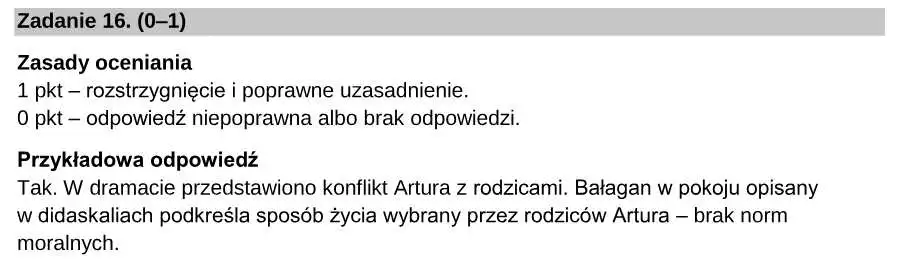 Zadanie 16. (0–1)
Zasady oceniania
1 pkt – rozstrzygnięcie i poprawne uzasadnienie.
0 pkt – odpowiedź niepoprawna albo brak odpowiedzi.
Przykładowa odpowiedź
Tak. W dramacie przedstawiono konflikt Artura z rodzicami. Bałagan w pokoju opisany
w didaskaliach podkreśla sposób życia wybrany przez rodziców Artura – brak norm
moralnych.